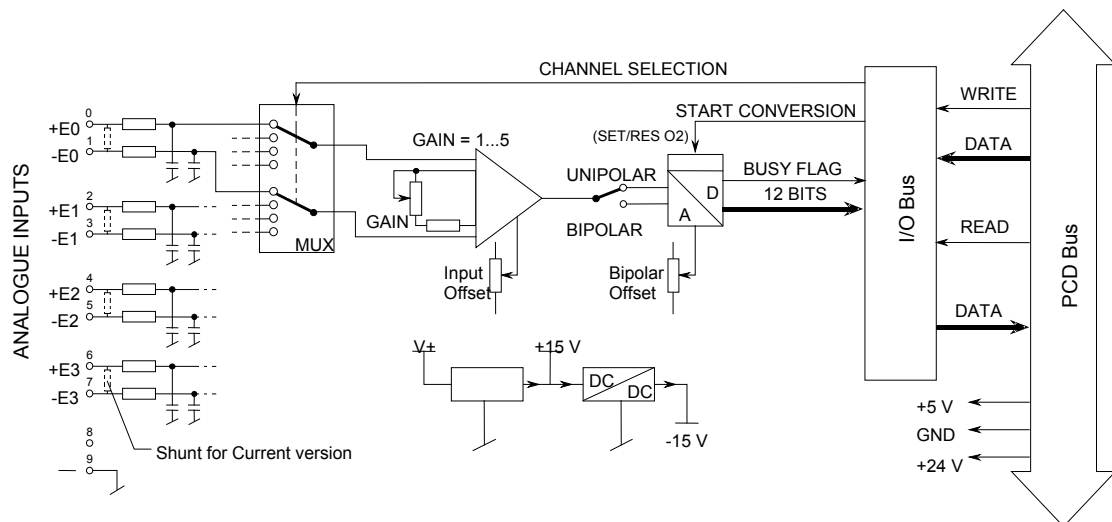 CHANNEL SELECTION
WRITE
START CONVERSION
(SET/RES O2)
ANALOGUE INPUTS
0
+E0
1
-E0
GAIN = 1...5
DATA
UNIPOLAR
BUSY FLAG
D
12 BITS
A
2
+E1
3
-E1
GAIN
BIPOLAR
MUX
READ
I/O Bus
PCD Bus
4
+E2
5
-E2
Input
Offset
Bipolar
Offset
DATA
6
+E3
7
-E3
V+
+15 V
DC
DC
-15 V
+5 V
GND
+24 V
8
Shunt for Current version
9